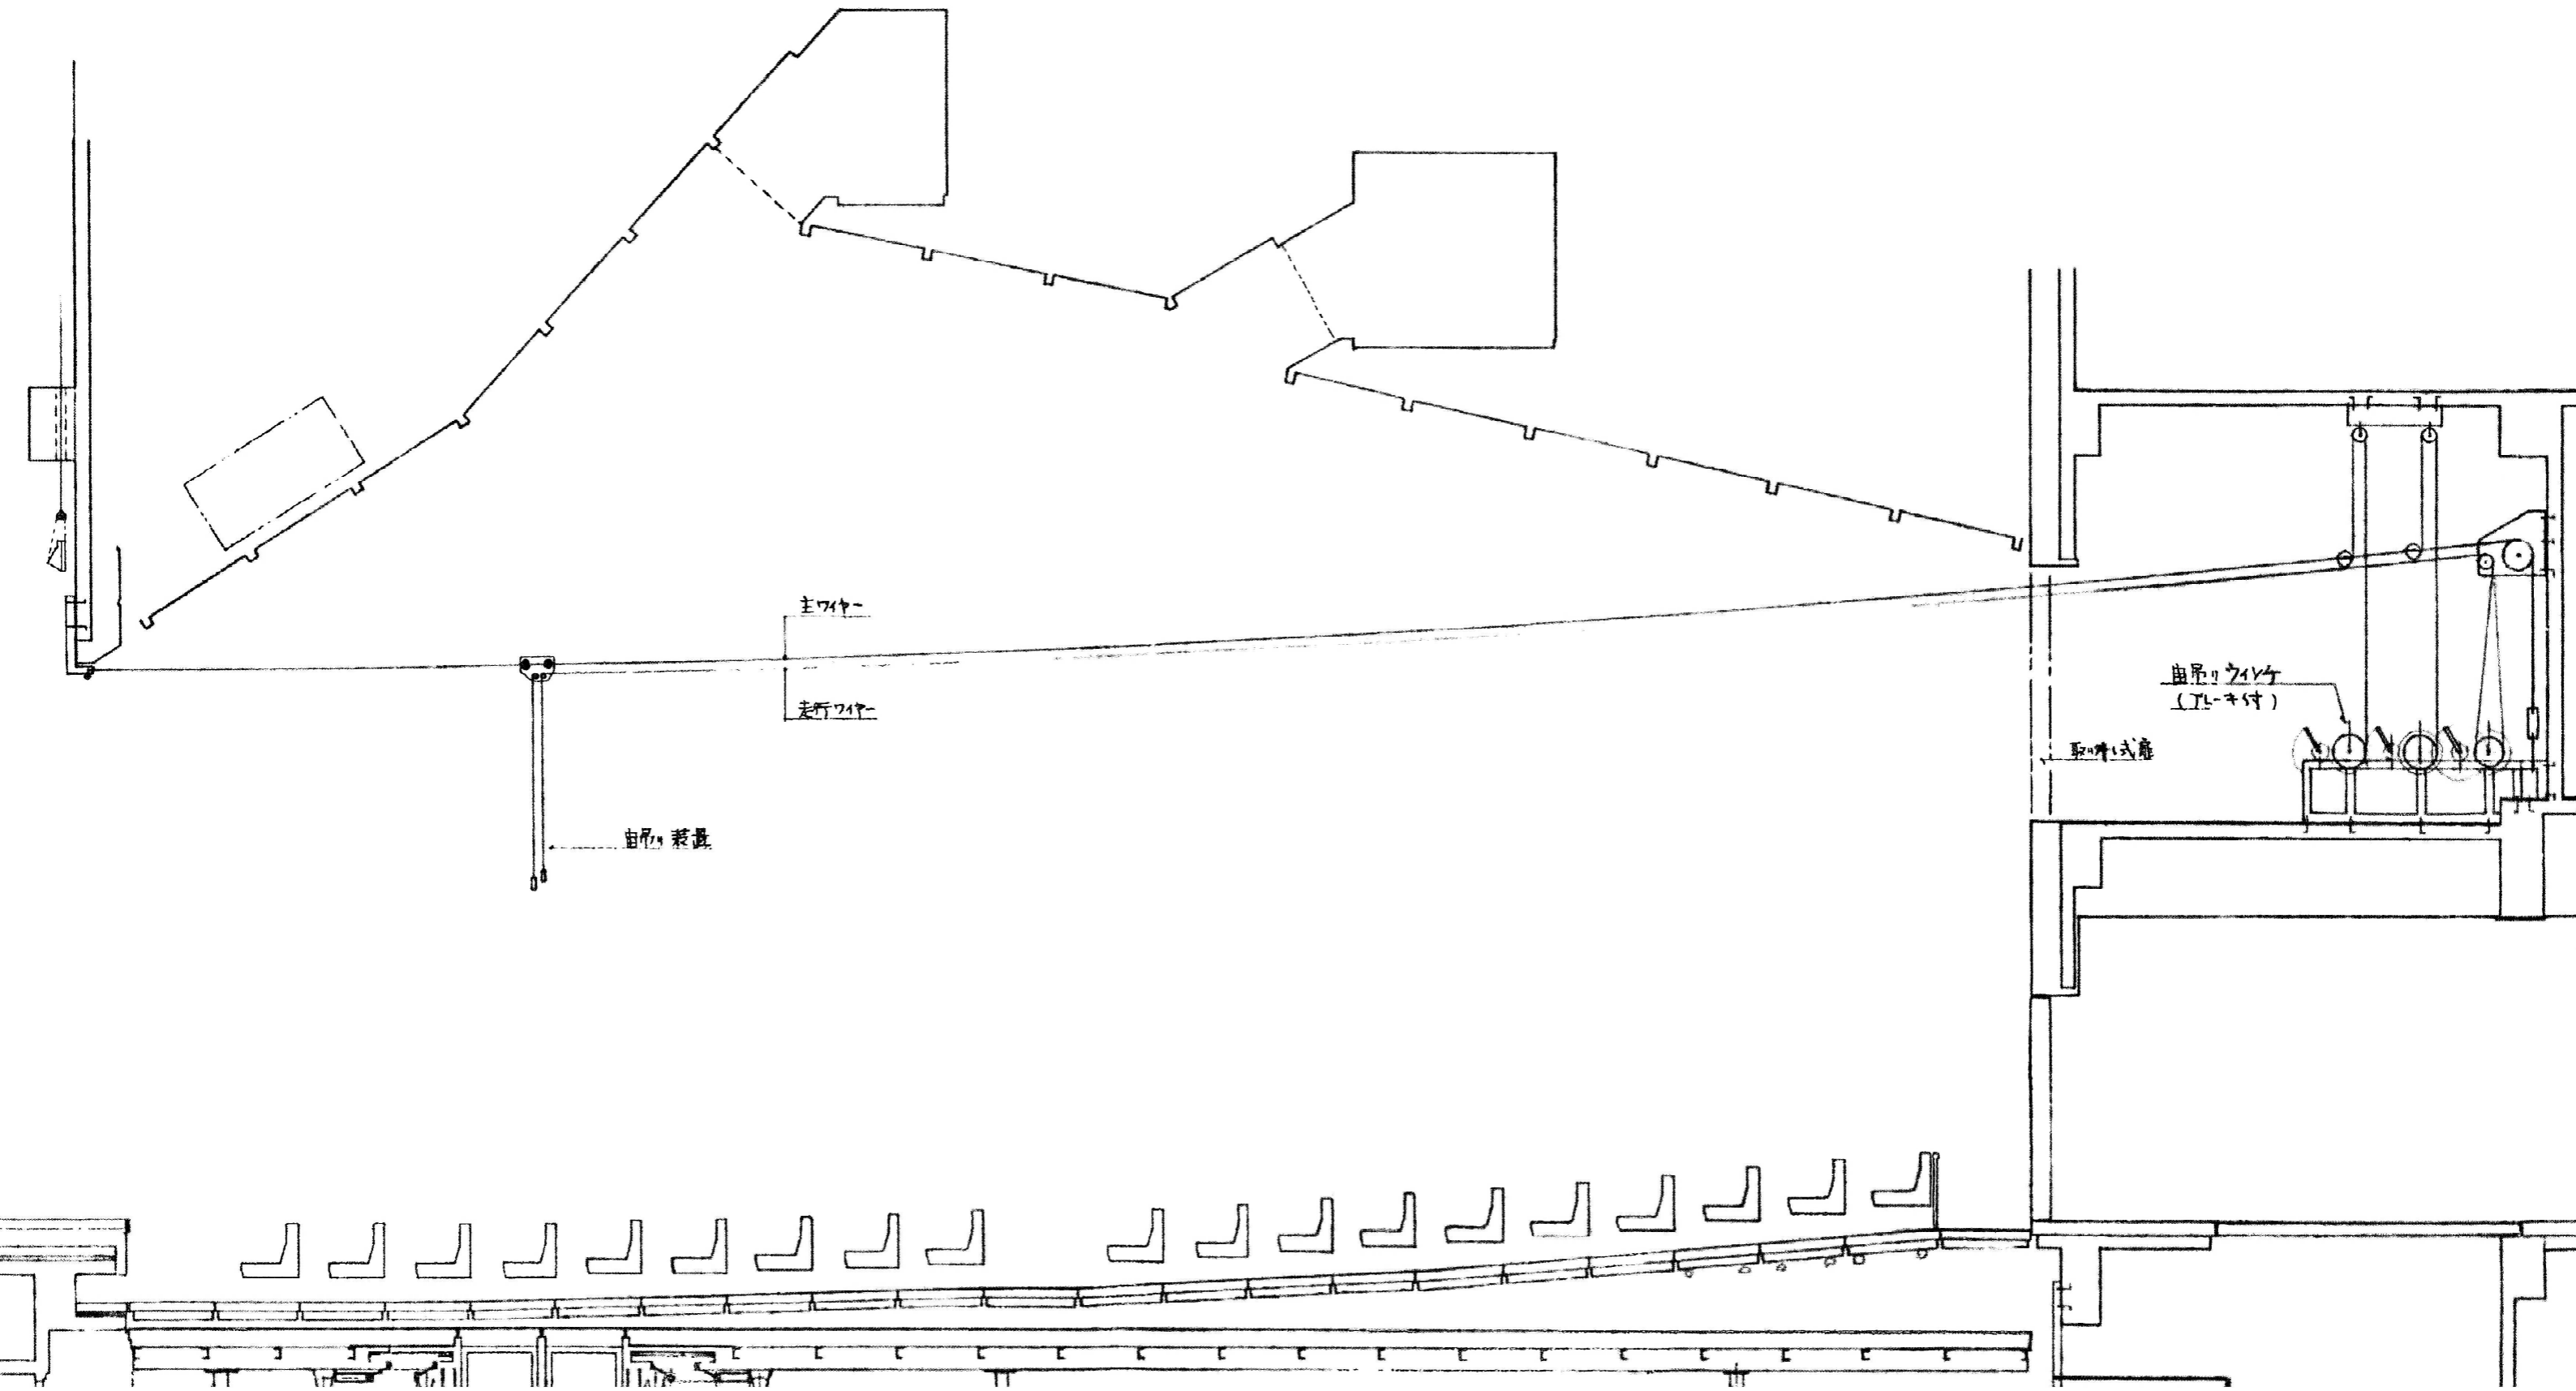 主ワイヤー
走行ワイヤー
宙吊り装置
宙吊りウインチ
(ブレーキ付)
取り外し式扉